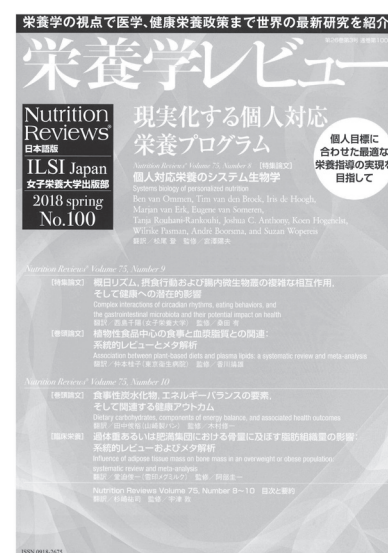 栄養学の視点で医学、健康栄養政策まで世界の最新研究を紹介
栄養学レビュー
Nutrition
Reviews®
日本語版
ILSI Japan
女子栄養大学出版部
2018 spring
No.100
現実化する個人対応
栄養プログラム
個人目標に
合わせた最適な
栄養指導の実現を
目指して
Nutrition Reviews® Volume 75, Number 8 [特集論文]
個人対応栄養のシステム生物学
Systems biology of personalized nutrition
Ben van Ommen, Tim van den Broek, Iris de Hoogh,
Marjan van Erk, Eugene van Someren,
Tanja Rouhani-Rankouhi, Joshua C. Anthony, Koen Hogenelst,
Wilrike Pasman, André Boorsma, and Suzan Wopereis
Nutrition Reviews® Volume 75, Number 9
[特集論文] 概日リズム、摂食行動および胃腸内微生物叢の複雑な相互作用、
そして健康への潜在的影響
Complex interactions of circadian rhythms, eating behaviors, and
the gastrointestinal microbiota and their potential impact on health
[巻頭論文] 植物性食品中心の食事と血漿脂質との関連:
系統的レビューとメタ解析
Association between plant-based diets and plasma lipids: a systematic review and meta-analysis
Nutrition Reviews® Volume 75, Number 10
[巻頭論文] 食事性炭水化物、エネルギーバランスの要素、
そして関連する健康アウトカム
Dietary carbohydrates, components of energy balance, and associated health outcomes
[臨床栄養] 過体重あるいは肥満集団における骨量に及ぼす脂肪組織量の影響:
系統的レビューおよびメタ解析
Influence of adipose tissue mass on bone mass in an overweight or obese population:
systematic review and meta-analysis
Nutrition Reviews Volume 75, Number 9〜10 目次と要約
ISSN 0918-2675